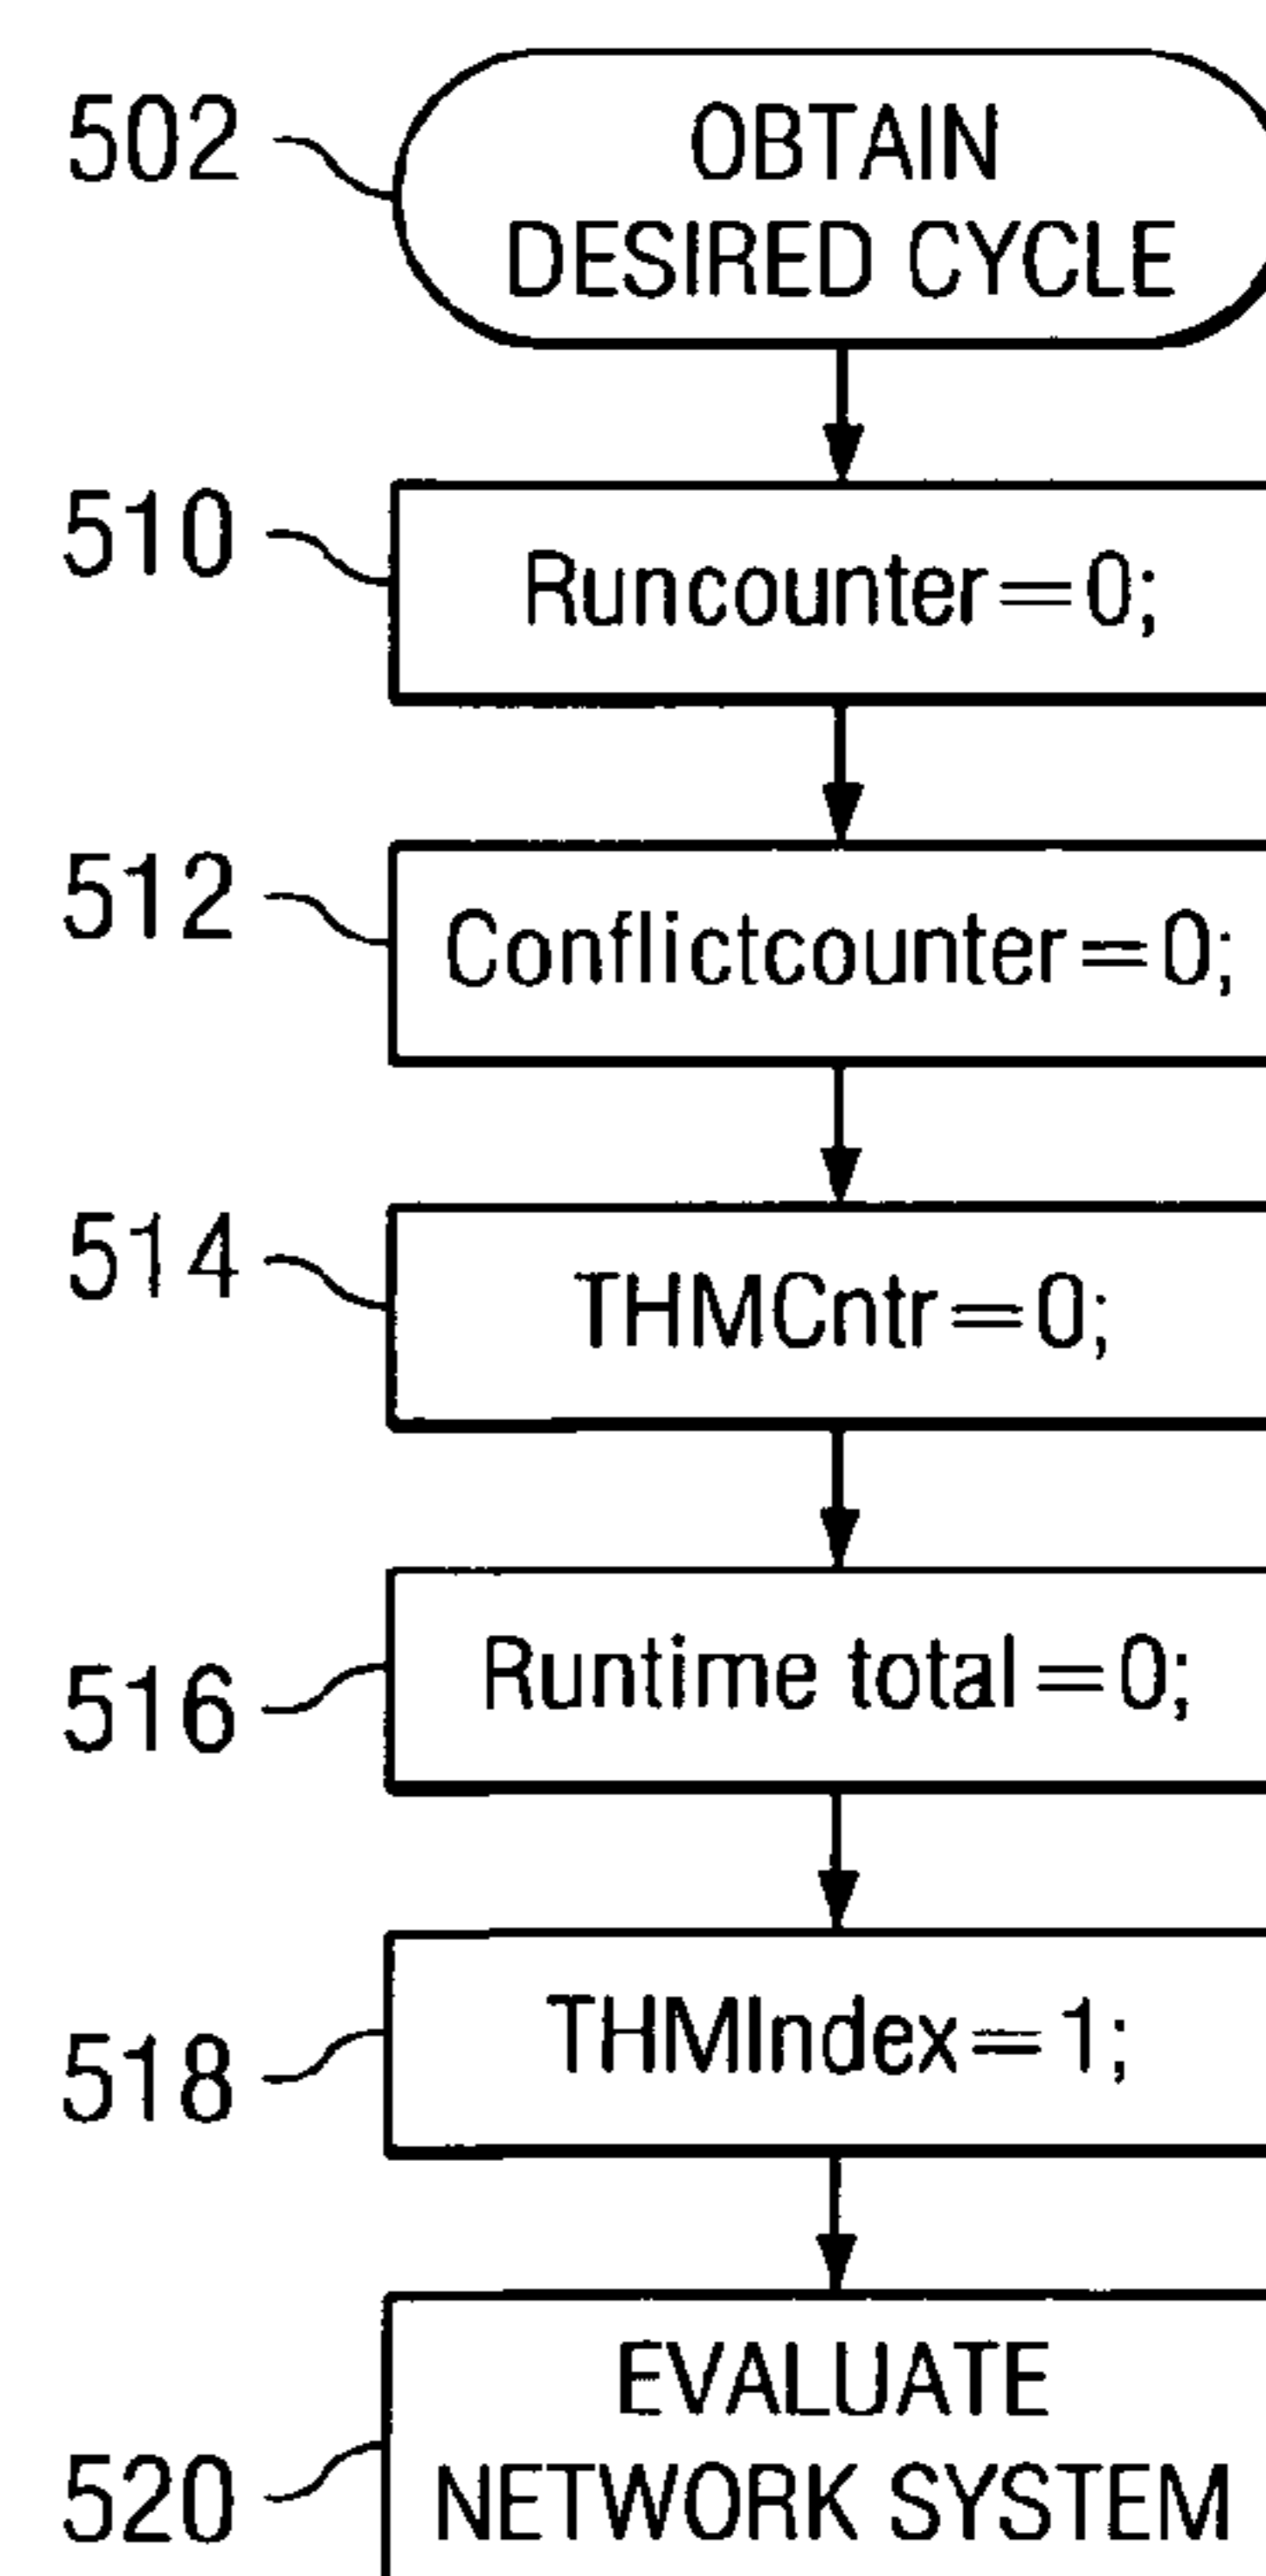 502
OBTAIN
DESIRED CYCLE
510
Runcounter=0;
512
Conflictcounter=0;
514
THMCntr=0;
516
Runtime total=0;
518
THMIndex=1;
520
EVALUATE
NETWORK SYSTEM